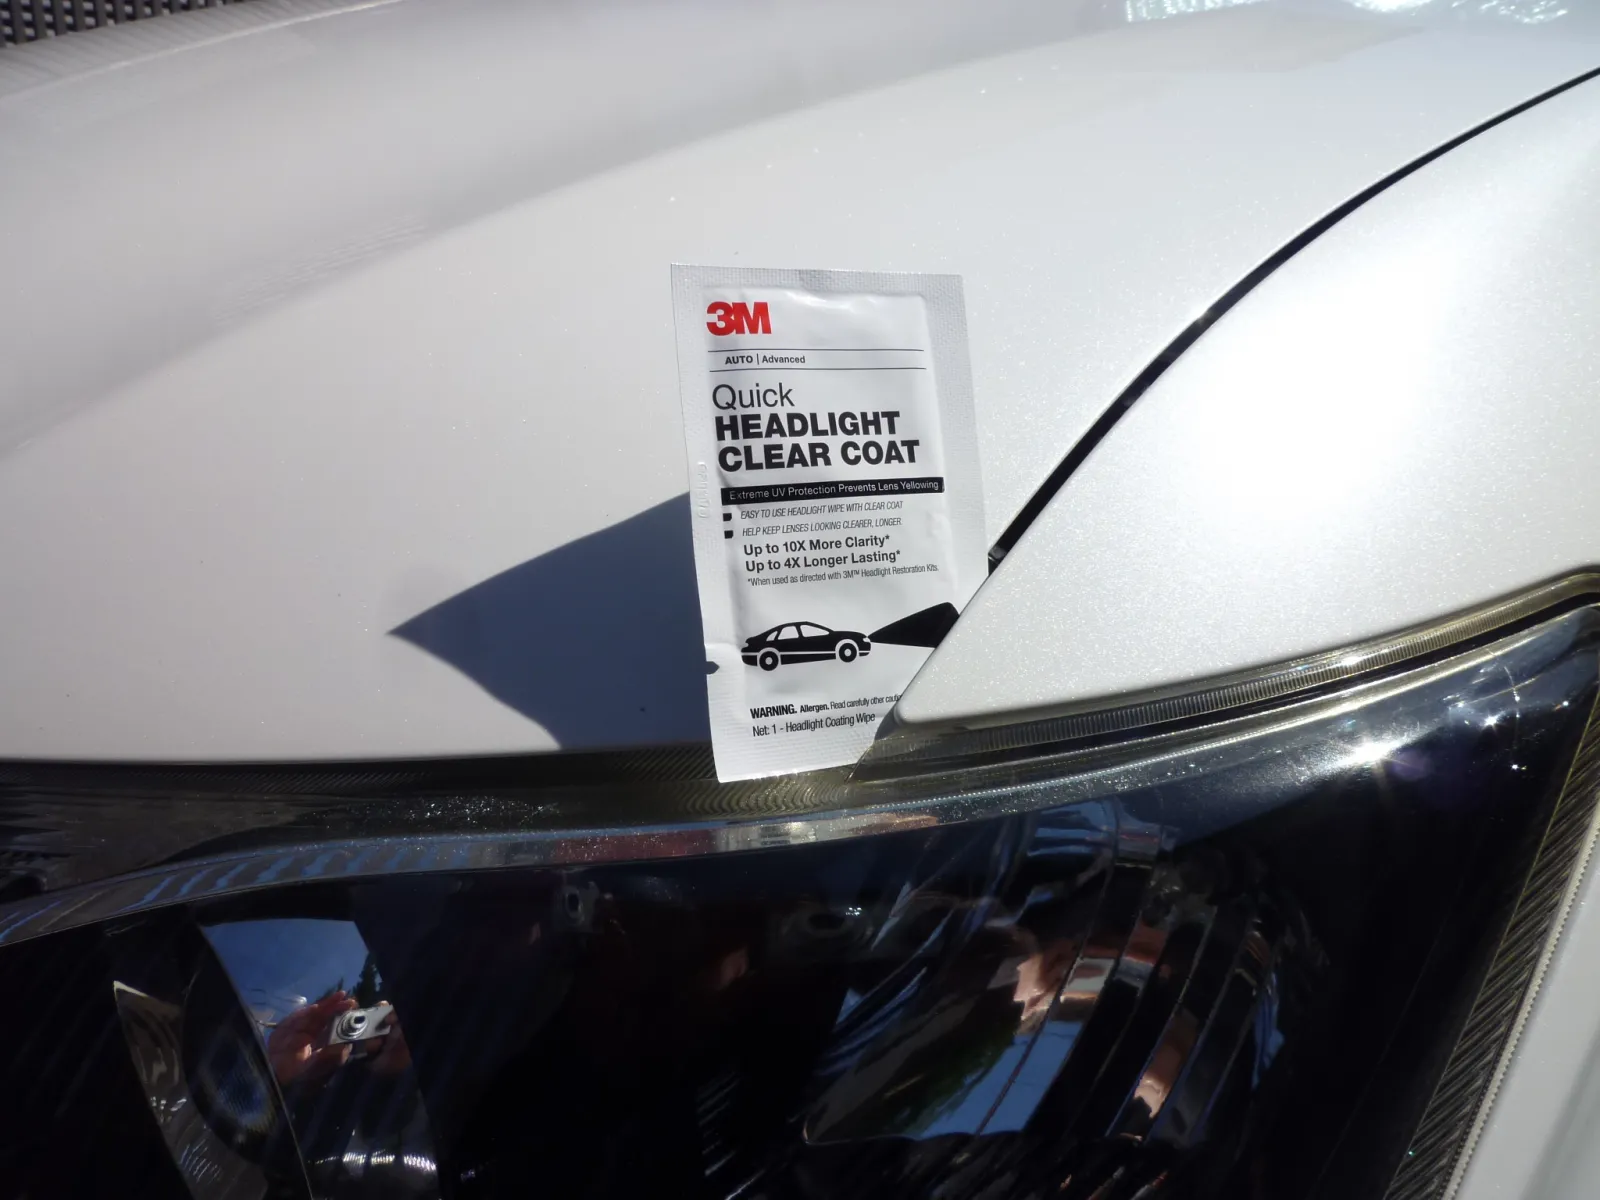 3M
AUTO | Advanced
Quick
HEADLIGHT
CLEAR COAT
Extreme UV Protection Prevents Lens Yellowing
EASY TO USE HEADLIGHT WIPE WITH CLEAR COAT
HELP KEEP LENSES LOOKING CLEARER, LONGER
Up to 10X More Clarity*
Up to 4X Longer Lasting*
*When used as directed with 3M™ Headlight Restoration Kits.
WARNING. Allergen. Read carefully other
Net: 1 - Headlight Coating Wipe